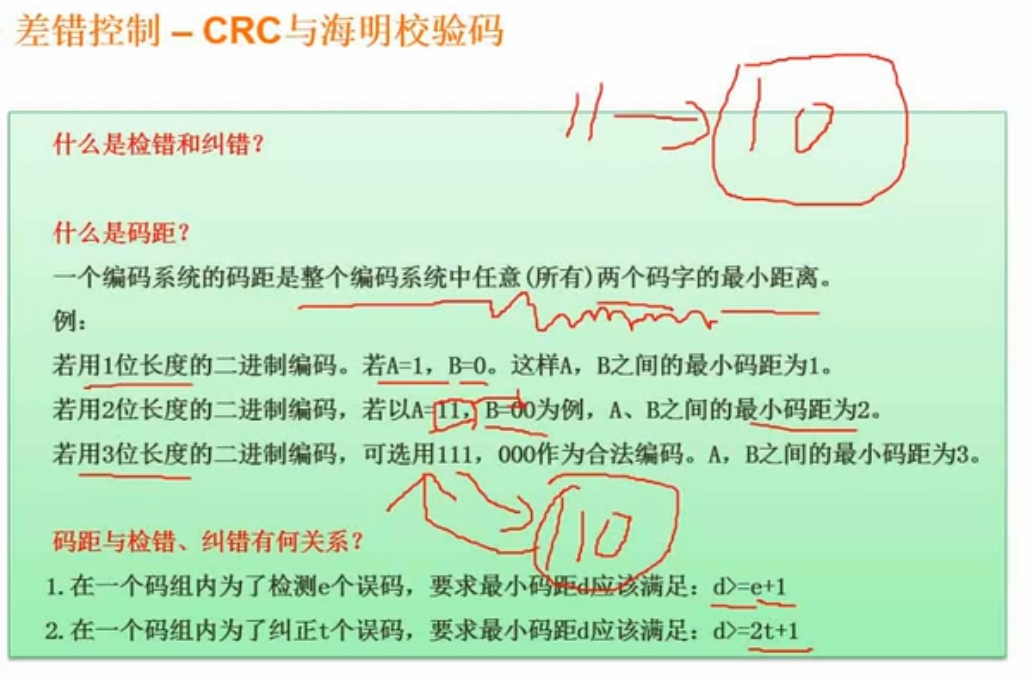 差错控制 – CRC与海明校验码
11 → 10
什么是检错和纠错？
什么是码距？
一个编码系统的码距是整个编码系统中任意(所有)两个码字的最小距离。
例：
若用1位长度的二进制编码。若A=1，B=0。这样A，B之间的最小码距为1。
若用2位长度的二进制编码，若以A=11，B=00为例，A、B之间的最小码距为2。
若用3位长度的二进制编码，可选用111，000作为合法编码。A，B之间的最小码距为3。
110
码距与检错、纠错有何关系？
1.在一个码组内为了检测e个误码，要求最小码距d应该满足：d>=e+1
2.在一个码组内为了纠正t个误码，要求最小码距d应该满足：d>=2t+1